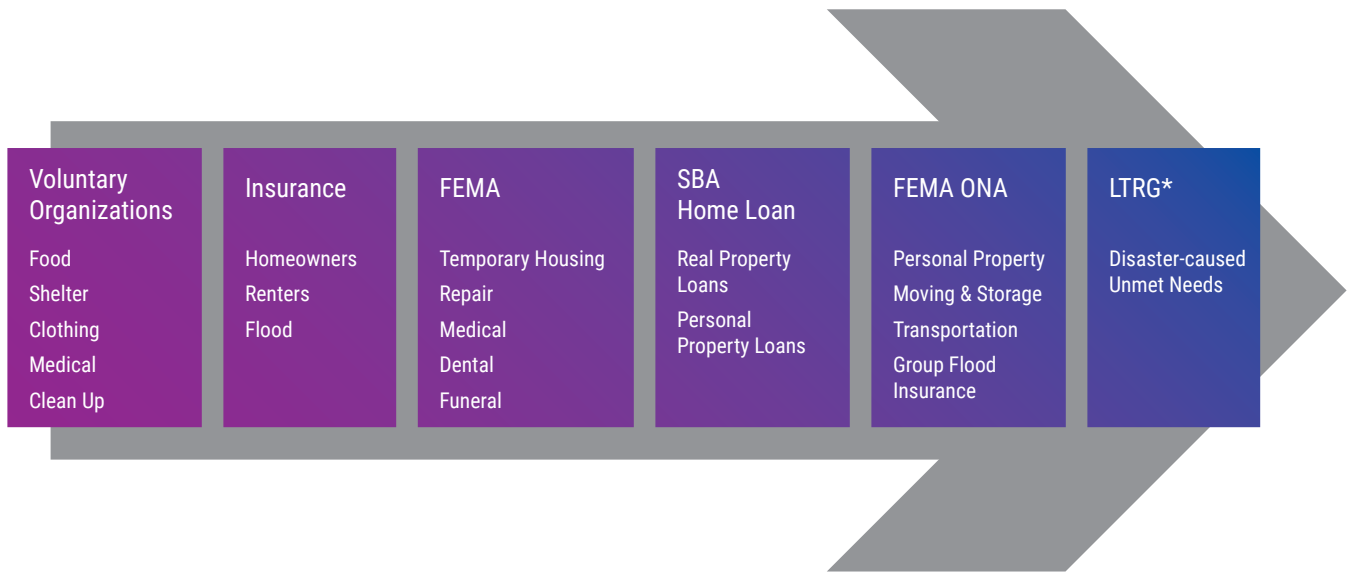 Voluntary
Organizations
Food
Shelter
Clothing
Medical
Clean Up
Insurance
Homeowners
Renters
Flood
FEMA
Temporary Housing
Repair
Medical
Dental
Funeral
SBA
Home Loan
Real Property
Loans
Personal
Property Loans
FEMA ONA
Personal Property
Moving & Storage
Transportation
Group Flood
Insurance
LTRG*
Disaster-caused
Unmet Needs